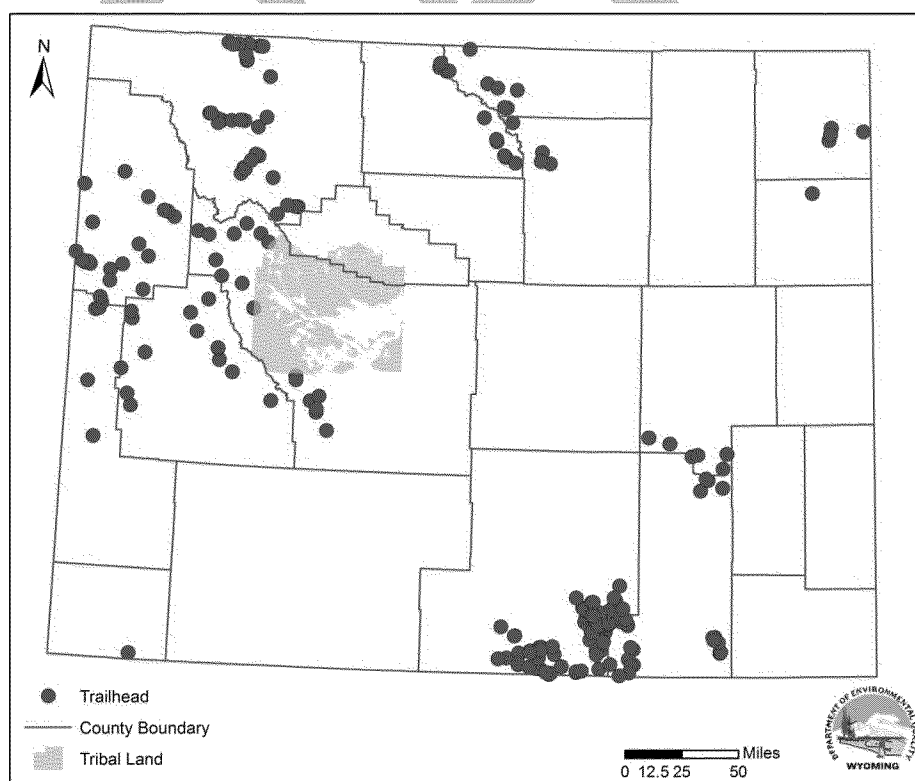 N
Trailhead
County Boundary
Tribal Land
Miles
0 12.5 25 50
DEPARTMENT OF ENVIRONMENTAL QUALITY
WYOMING